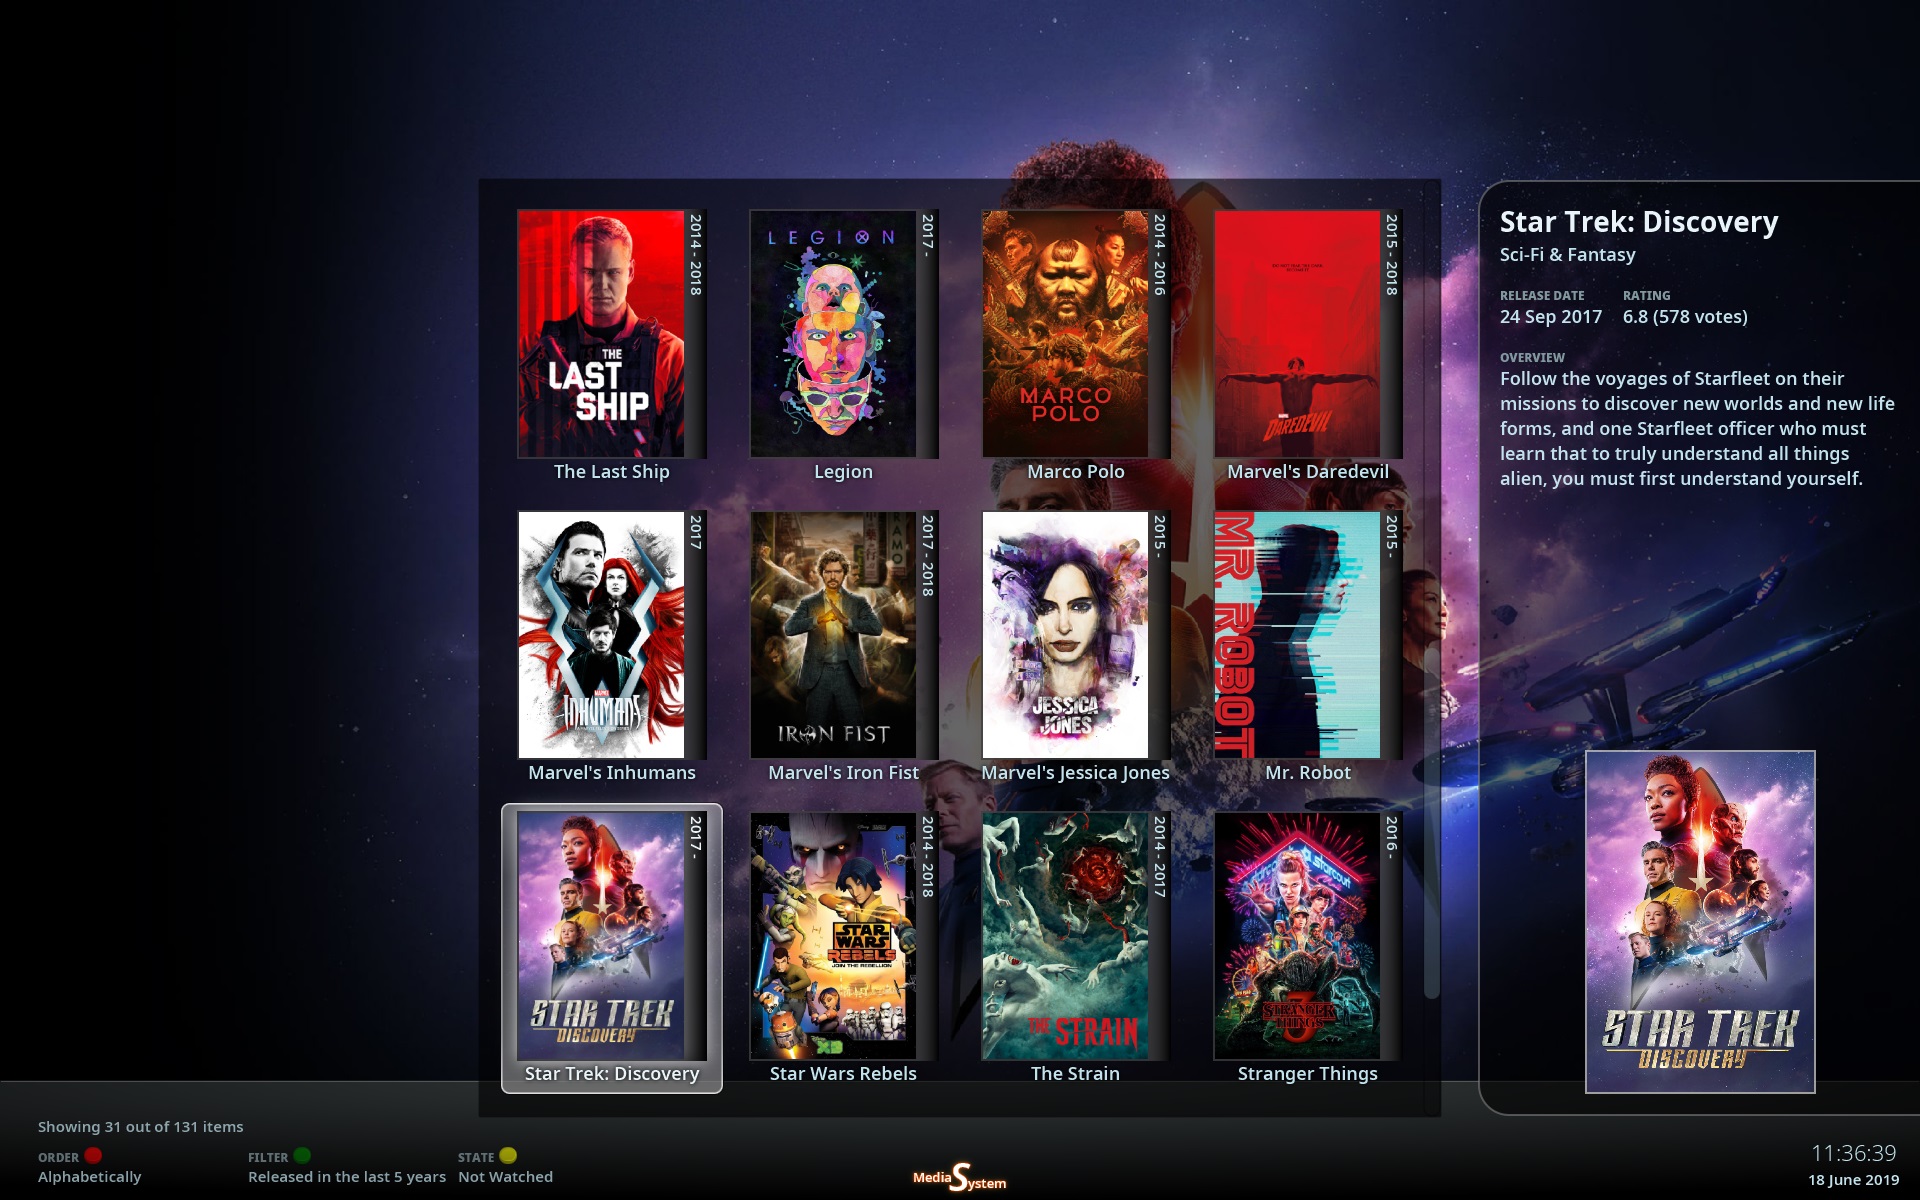 THE
LAST
SHIP
2014 - 2018
The Last Ship
LEGION
2017 -
Legion
MARCO
POLO
2014 - 2016
Marco Polo
MARVEL
DAREDEVIL
2015 - 2018
Marvel's Daredevil
MARVEL
INHUMANS
2017
Marvel's Inhumans
IRON FIST
2017 - 2018
Marvel's Iron Fist
JESSICA
JONES
2015 -
Marvel's Jessica Jones
MR. ROBOT
2015 -
Mr. Robot
STAR TREK
DISCOVERY
2017 -
Star Trek: Discovery
STAR
WARS
REBELS
JOIN THE REBELLION
XD
2014 - 2018
Star Wars Rebels
THE STRAIN
2014 - 2017
The Strain
starcourt
STRANGER
THINGS
3
2016 -
Stranger Things
Star Trek: Discovery
Sci-Fi & Fantasy
RELEASE DATE RATING
24 Sep 2017 6.8 (578 votes)
OVERVIEW
Follow the voyages of Starfleet on their
missions to discover new worlds and new life
forms, and one Starfleet officer who must
learn that to truly understand all things
alien, you must first understand yourself.
STAR TREK
DISCOVERY
Showing 31 out of 131 items
ORDER FILTER STATE
Alphabetically Released in the last 5 years Not Watched
MediaSystem
11:36:39
18 June 2019